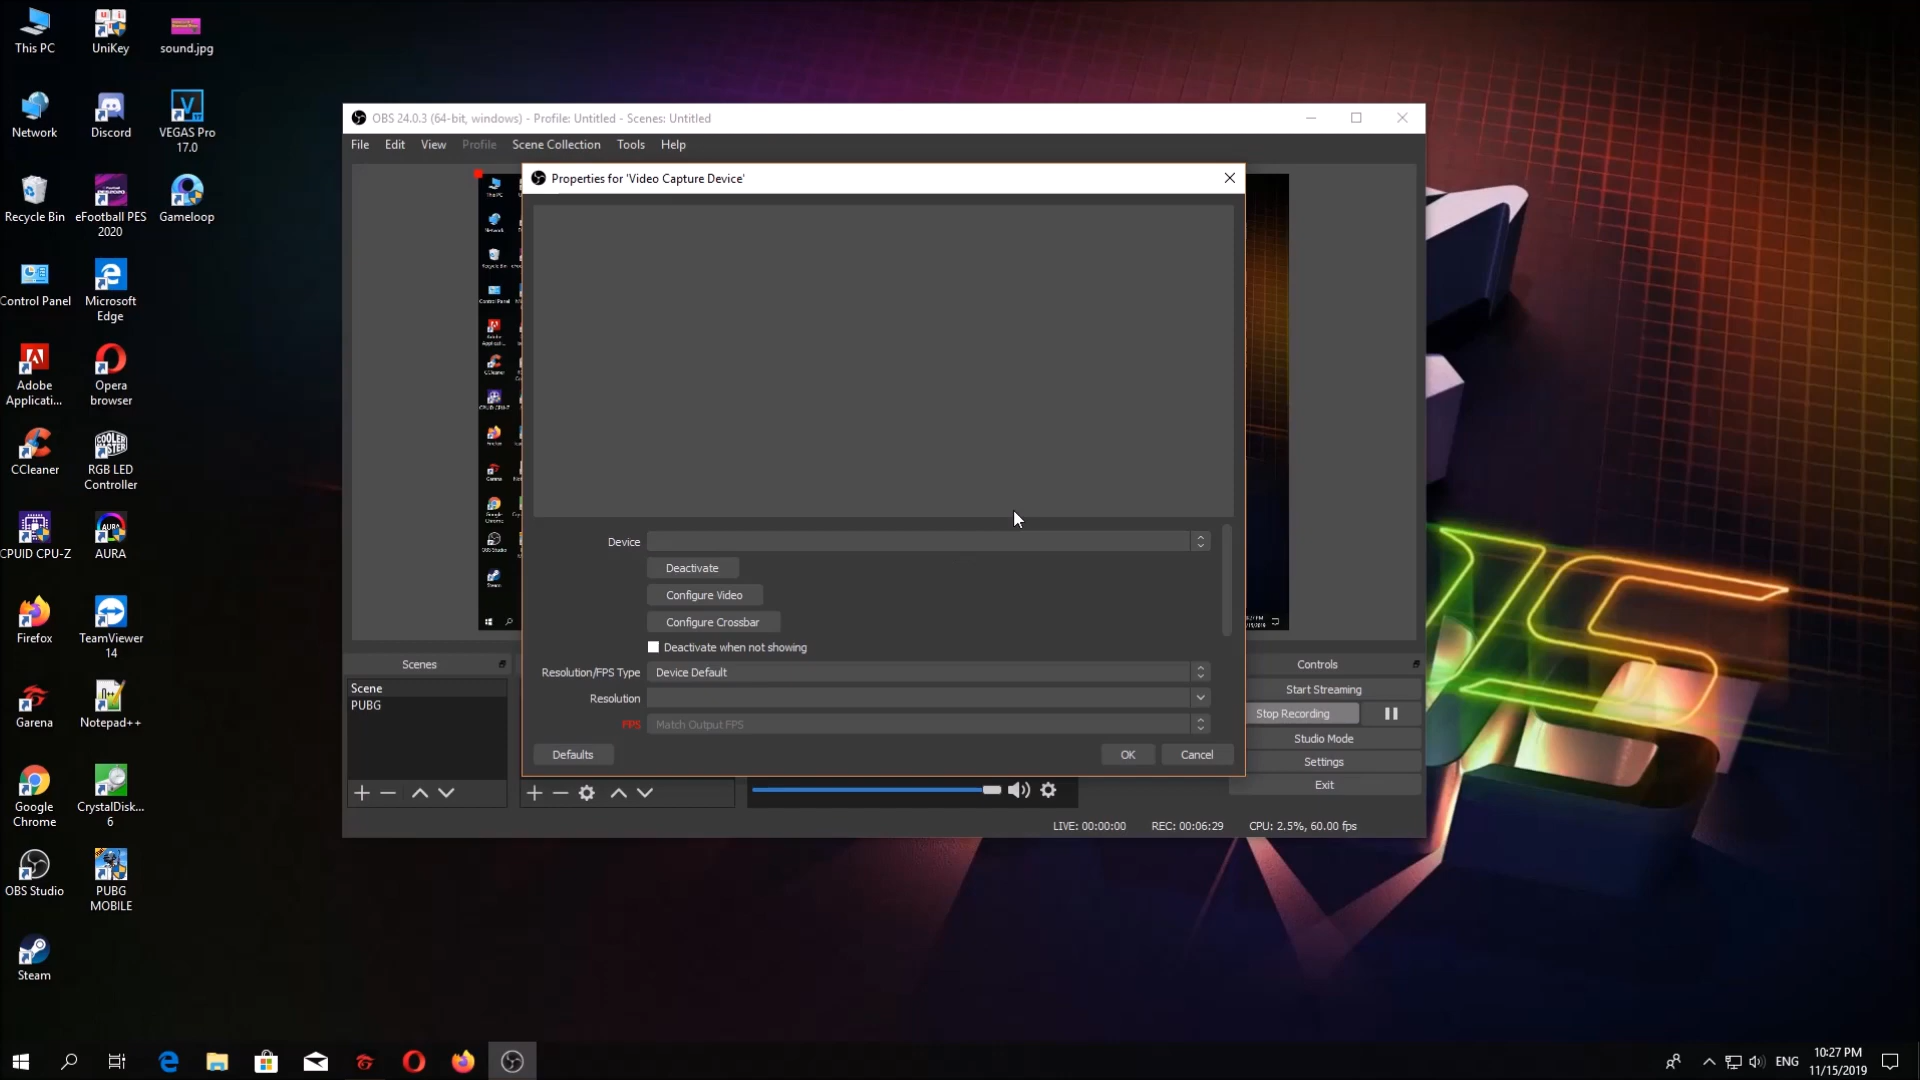 This PC
UniKey
sound.jpg
Network
Discord
VEGAS Pro
17.0
Recycle Bin
eFootball PES
2020
Gameloop
Control Panel
Microsoft
Edge
Adobe
Applicati...
Opera
browser
CCleaner
COOLER
MASTER
RGB LED
Controller
CPUID CPU-Z
AURA
Firefox
TeamViewer
14
Garena
Notepad++
Google
Chrome
CrystalDisk...
6
OBS Studio
PUBG
MOBILE
Steam
OBS 24.0.3 (64-bit, windows) - Profile: Untitled - Scenes: Untitled
File Edit View Profile Scene Collection Tools Help
Properties for 'Video Capture Device'
Device
Deactivate
Configure Video
Configure Crossbar
Deactivate when not showing
Resolution/FPS Type Device Default
Resolution
FPS Match Output FPS
Defaults OK Cancel
Scenes
Scene
PUBG
Controls
Start Streaming
Stop Recording
Studio Mode
Settings
Exit
LIVE: 00:00:00 REC: 00:06:29 CPU: 2.5%, 60.00 fps
ENG
10:27 PM
11/15/2019